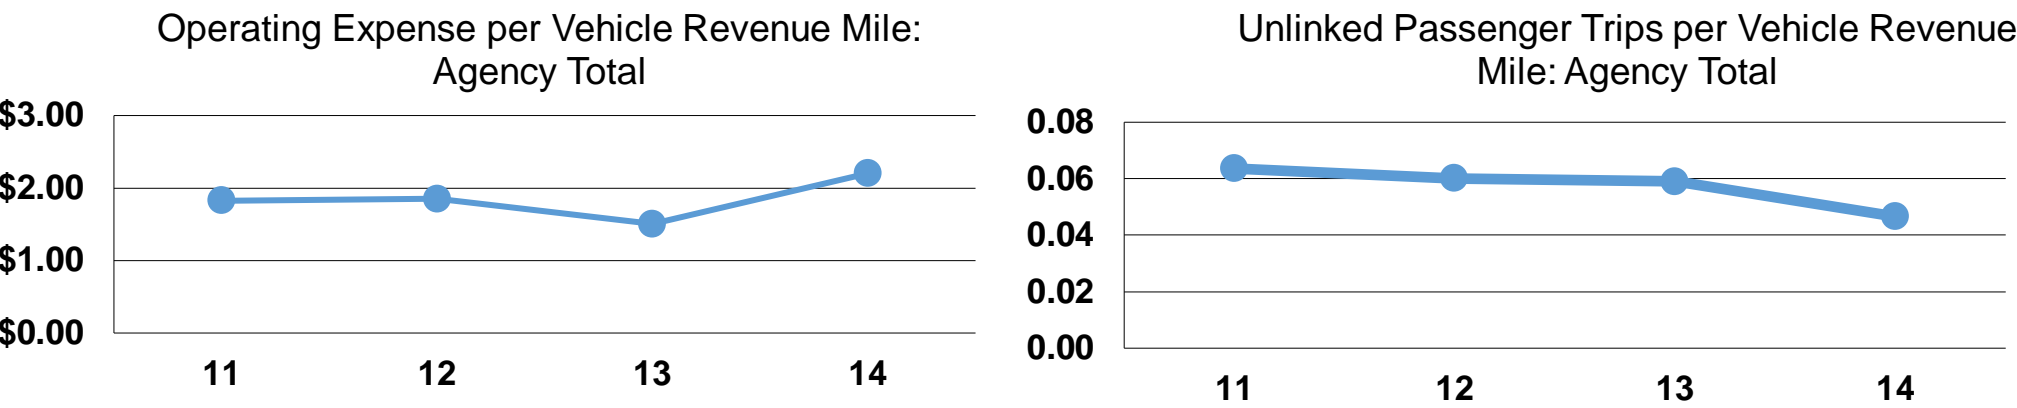 Operating Expense per Vehicle Revenue Mile:
Agency Total
$3.00
$2.00
$1.00
$0.00
11 12 13 14
Unlinked Passenger Trips per Vehicle Revenue
Mile: Agency Total
0.08
0.06
0.04
0.02
0.00
11 12 13 14